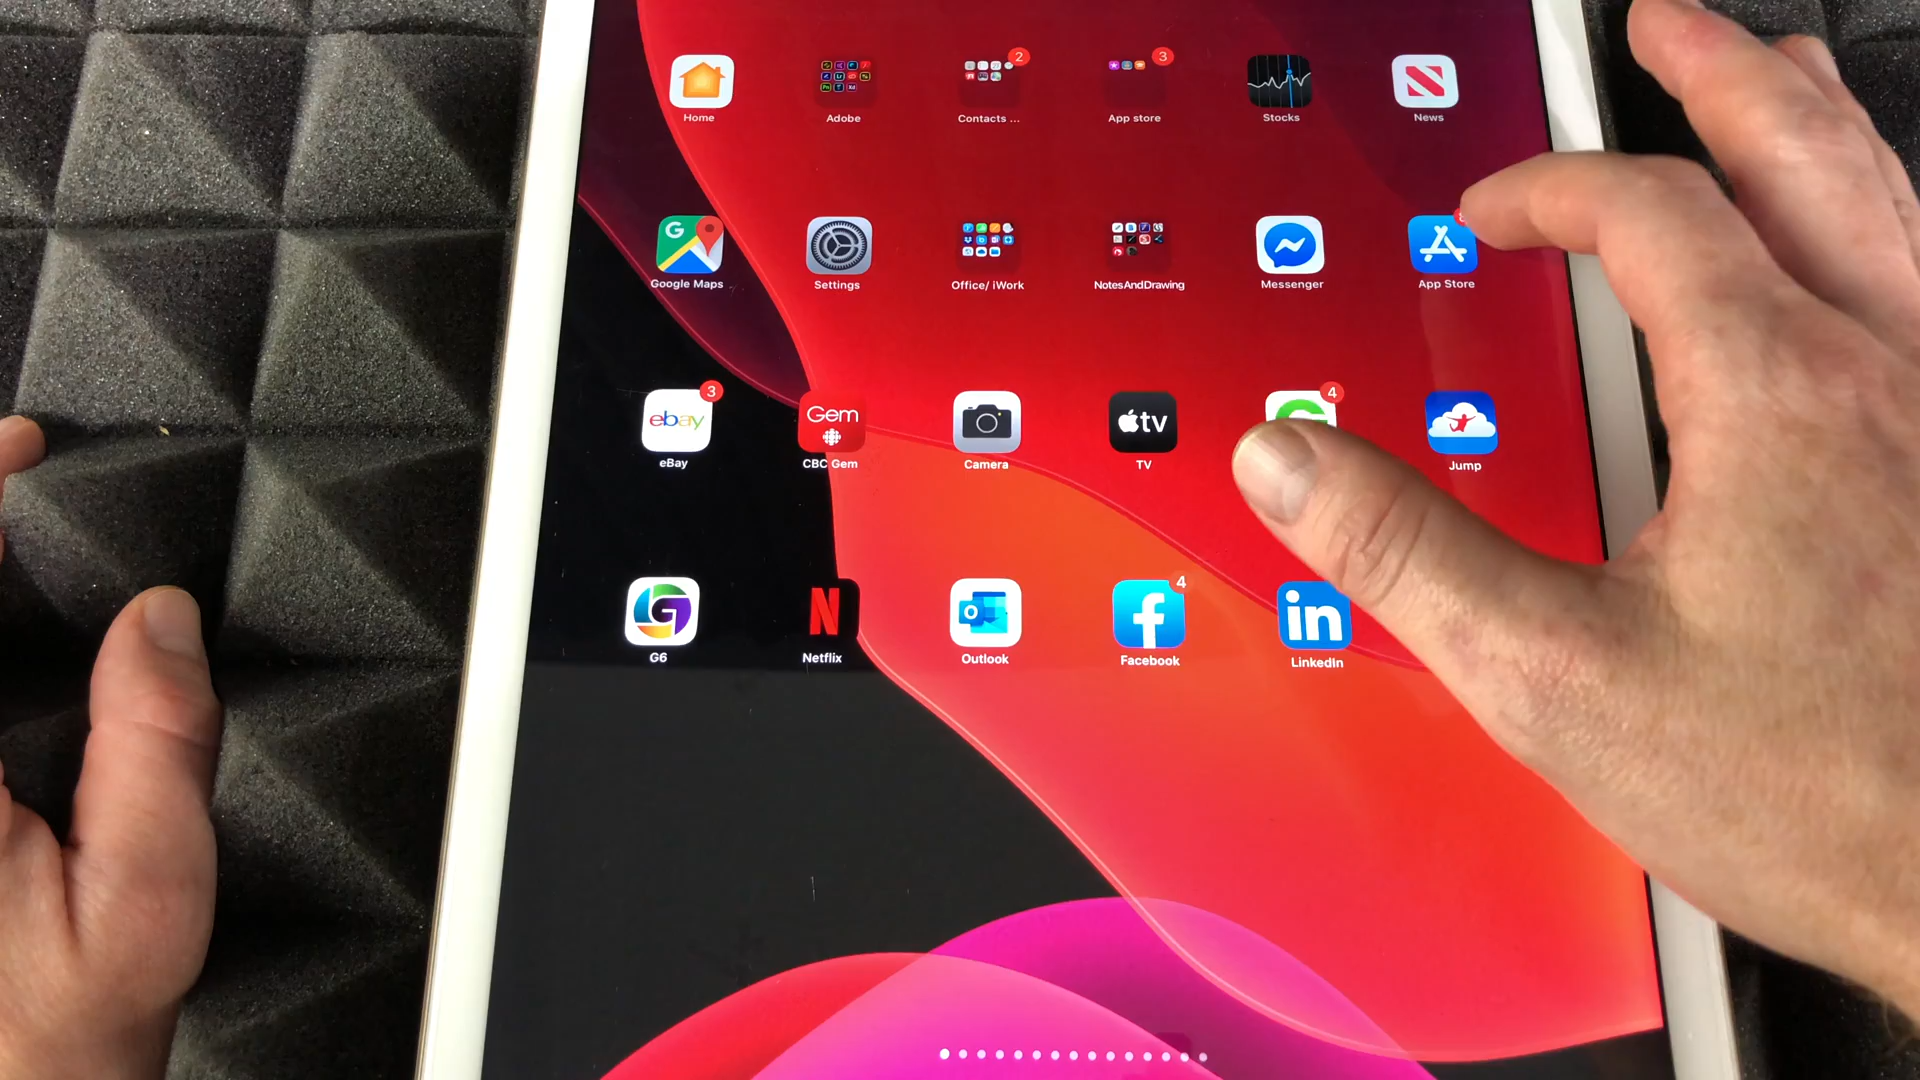 2
3
Home Adobe Contacts ... App store Stocks News
G
Google Maps Settings Office/ iWork NotesAndDrawing Messenger App Store
3
4
ebay Gem tv
eBay CBC Gem Camera TV Jump
4
G N O f in
G6 Netflix Outlook Facebook LinkedIn